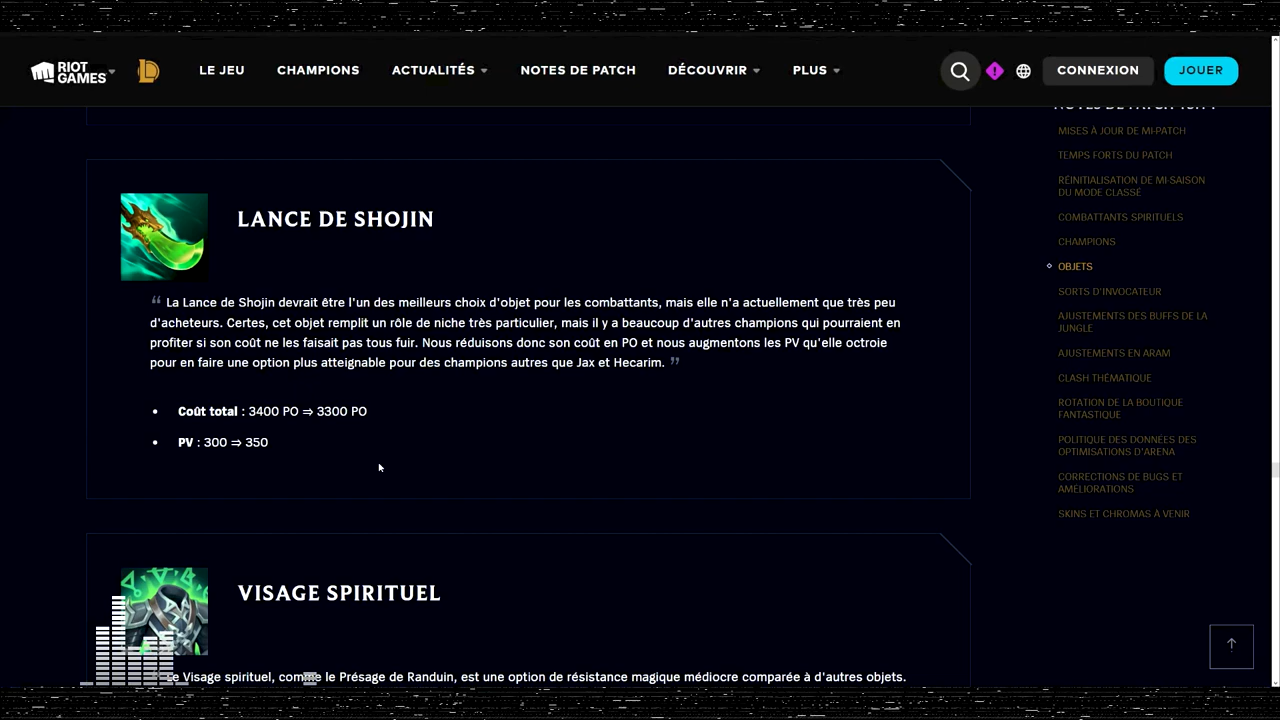 RIOT GAMES
LE JEU
CHAMPIONS
ACTUALITÉS
NOTES DE PATCH
DÉCOUVRIR
PLUS
CONNEXION
JOUER
LANCE DE SHOJIN
“ La Lance de Shojin devrait être l'un des meilleurs choix d'objet pour les combattants, mais elle n'a actuellement que très peu
d'acheteurs. Certes, cet objet remplit un rôle de niche très particulier, mais il y a beaucoup d'autres champions qui pourraient en
profiter si son coût ne les faisait pas tous fuir. Nous réduisons donc son coût en PO et nous augmentons les PV qu'elle octroie
pour en faire une option plus atteignable pour des champions autres que Jax et Hecarim. ”
• Coût total : 3400 PO ⇒ 3300 PO
• PV : 300 ⇒ 350
VISAGE SPIRITUEL
Le Visage spirituel, comme le Présage de Randuin, est une option de résistance magique médiocre comparé à d'autres objets.
NOTES DE PATCH
MISES À JOUR DE MI-PATCH
TEMPS FORTS DU PATCH
RÉINITIALISATION DE MI-SAISON
DU MODE CLASSÉ
COMBATTANTS SPIRITUELS
CHAMPIONS
OBJETS
SORTS D'INVOCATEUR
AJUSTEMENTS DES BUFFS DE LA
JUNGLE
AJUSTEMENTS EN ARAM
CLASH THÉMATIQUE
ROTATION DE LA BOUTIQUE
FANTASTIQUE
POLITIQUE DES DONNÉES DES
OPTIMISATIONS D'ARENA
CORRECTIONS DE BUGS ET
AMÉLIORATIONS
SKINS ET CHROMAS À VENIR